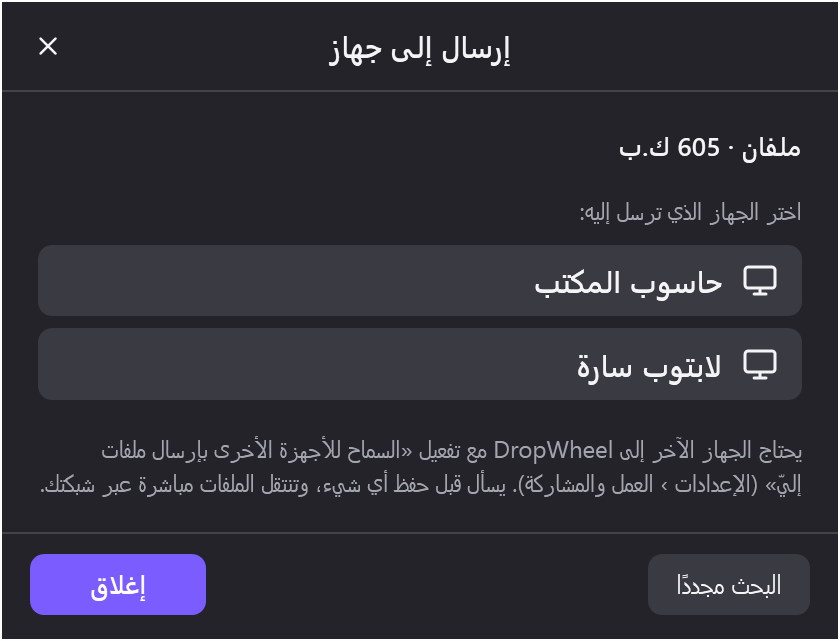 إرسال إلى جهاز
ملفان · 605 ك.ب
اختر الجهاز الذي ترسل إليه:
حاسوب المكتب
لابتوب سارة
يحتاج الجهاز الآخر إلى DropWheel مع تفعيل «السماح للأجهزة الأخرى بإرسال ملفات
إليّ» (الإعدادات › العمل والمشاركة). يسأل قبل حفظ أي شيء، وتنتقل الملفات مباشرة عبر شبكتك.
البحث مجددًا
إغلاق